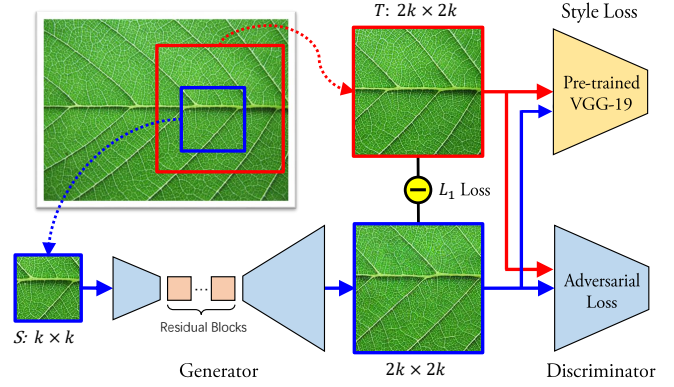 T: 2k × 2k
Style Loss
Pre-trained
VGG-19
L₁ Loss
S: k × k
Residual Blocks
Adversarial
Loss
Generator
2k × 2k
Discriminator